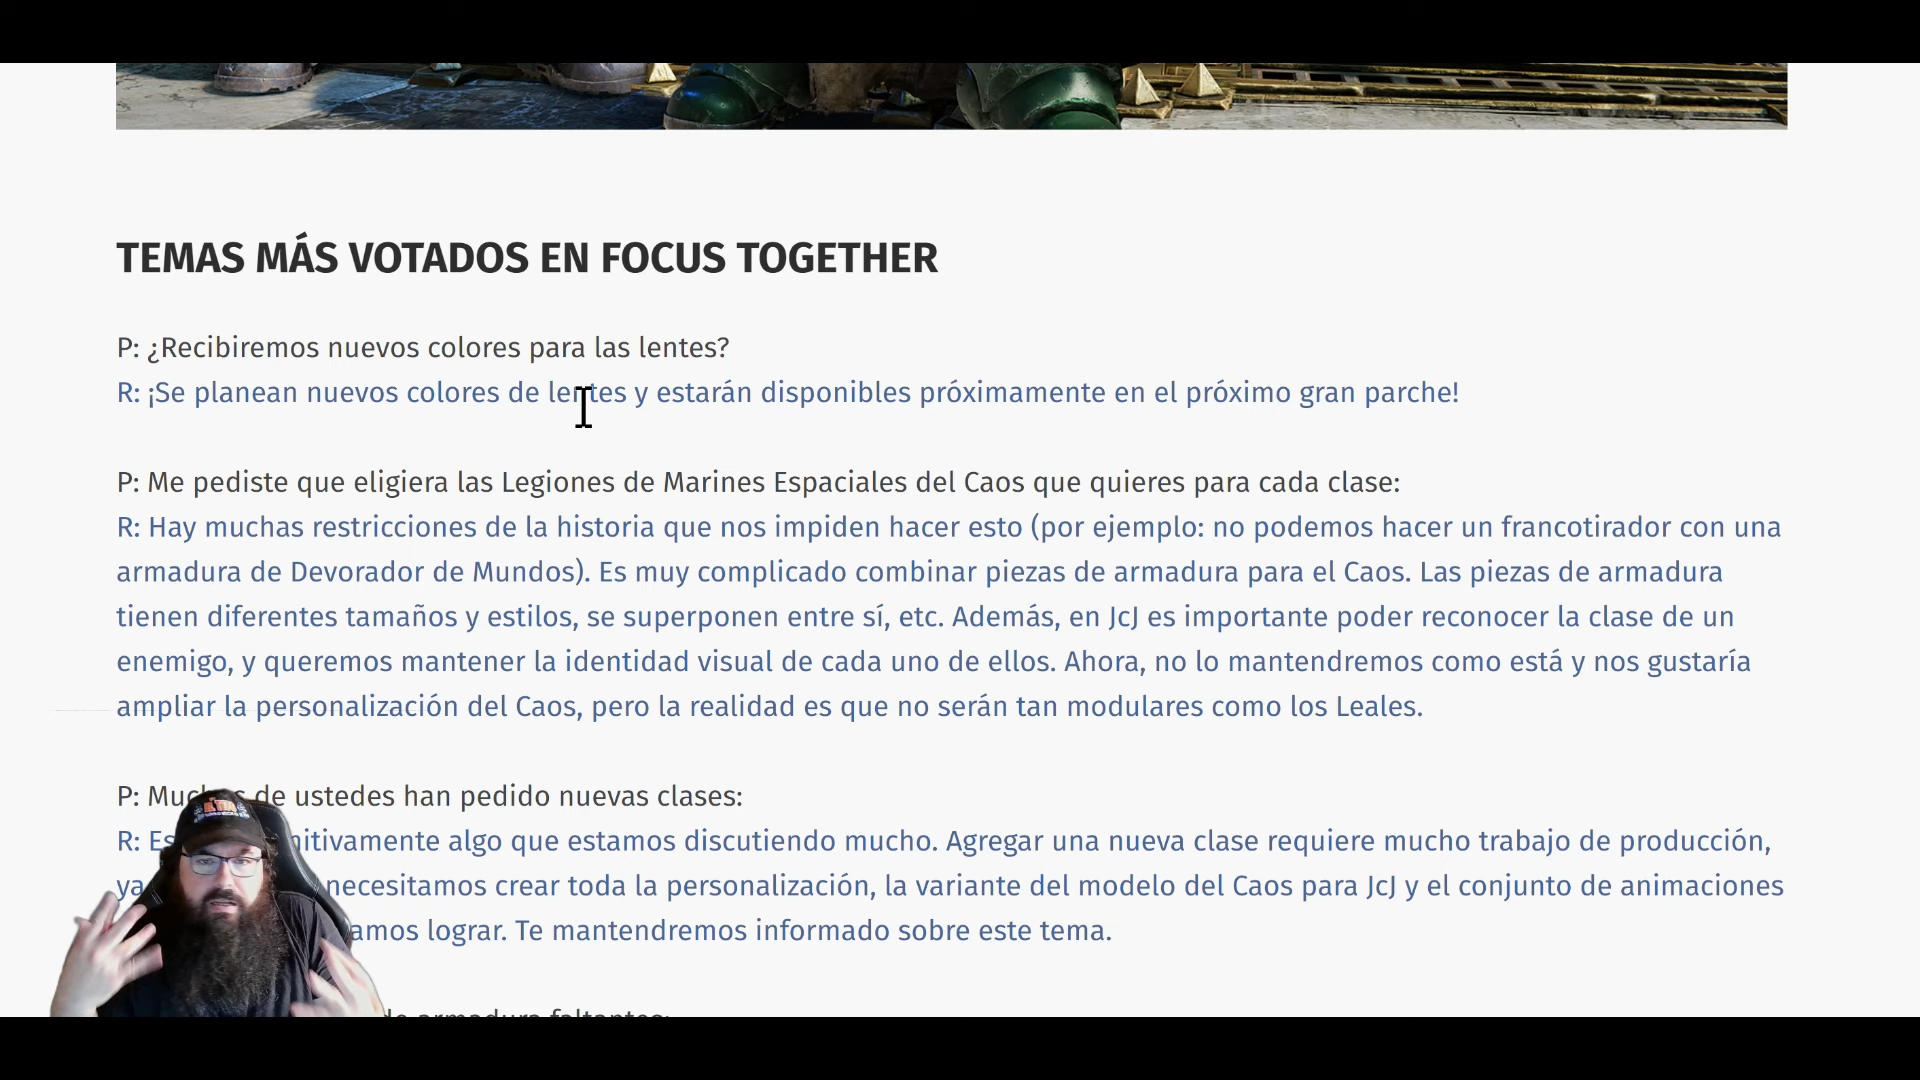 TEMAS MÁS VOTADOS EN FOCUS TOGETHER
P: ¿Recibiremos nuevos colores para las lentes?
R: ¡Se planean nuevos colores de lentes y estarán disponibles próximamente en el próximo gran parche!
P: Me pediste que eligiera las Legiones de Marines Espaciales del Caos que quieres para cada clase:
R: Hay muchas restricciones de la historia que nos impiden hacer esto (por ejemplo: no podemos hacer un francotirador con una
armadura de Devorador de Mundos). Es muy complicado combinar piezas de armadura para el Caos. Las piezas de armadura
tienen diferentes tamaños y estilos, se superponen entre sí, etc. Además, en JcJ es importante poder reconocer la clase de un
enemigo, y queremos mantener la identidad visual de cada uno de ellos. Ahora, no lo mantendremos como está y nos gustaría
ampliar la personalización del Caos, pero la realidad es que no serán tan modulares como los Leales.
P: de ustedes han pedido nuevas clases:
R: algo que estamos discutiendo mucho. Agregar una nueva clase requiere mucho trabajo de producción,
ya necesitamos crear toda la personalización, la variante del modelo del Caos para JcJ y el conjunto de animaciones
lograr. Te mantendremos informado sobre este tema.
de armadura faltantes: